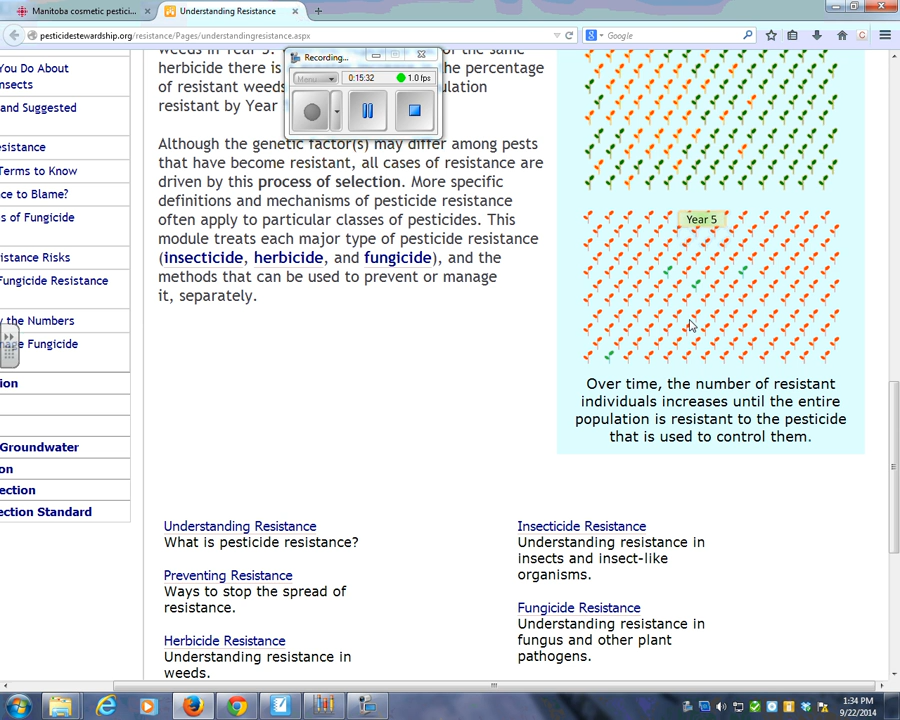 Manitoba cosmetic pestici...
Understanding Resistance
pesticidestewardship.org/resistance/Pages/understandingresistance.aspx
Google
Recording...
Menu
0:15:32
1.0 fps
You Do About
nsects
and Suggested
esistance
Terms to Know
nce to Blame?
s of Fungicide
istance Risks
Fungicide Resistance
y the Numbers
nage Fungicide
ion
Groundwater
on
ection
ection Standard
weeds in Year 5.
of the same
herbicide there is
the percentage
of resistant weeds
ulation
resistant by Year
Although the genetic factor(s) may differ among pests
that have become resistant, all cases of resistance are
driven by this process of selection. More specific
definitions and mechanisms of pesticide resistance
often apply to particular classes of pesticides. This
module treats each major type of pesticide resistance
(insecticide, herbicide, and fungicide), and the
methods that can be used to prevent or manage
it, separately.
Year 5
Over time, the number of resistant
individuals increases until the entire
population is resistant to the pesticide
that is used to control them.
Understanding Resistance
What is pesticide resistance?
Preventing Resistance
Ways to stop the spread of
resistance.
Herbicide Resistance
Understanding resistance in
weeds.
Insecticide Resistance
Understanding resistance in
insects and insect-like
organisms.
Fungicide Resistance
Understanding resistance in
fungus and other plant
pathogens.
1:34 PM
9/22/2014